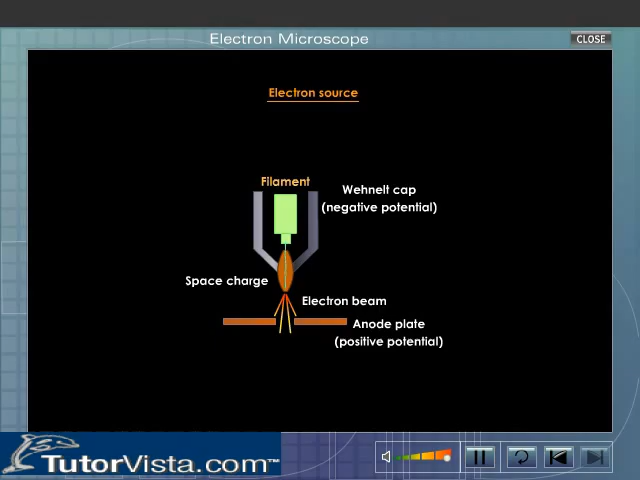 Electron Microscope
CLOSE
Electron source
Filament
Wehnelt cap
(negative potential)
Space charge
Electron beam
Anode plate
(positive potential)
TutorVista.com™